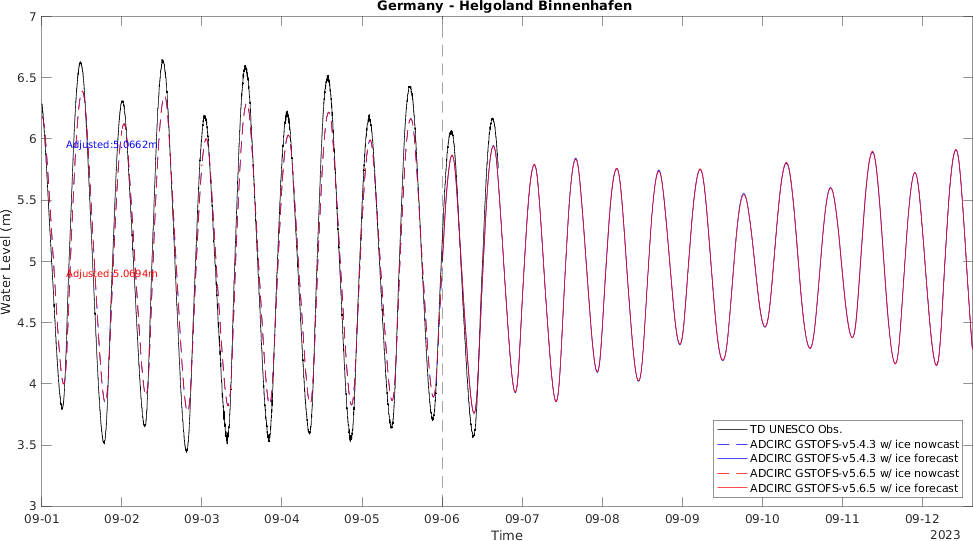 Germany - Helgoland Binnenhafen
7
6.5
6
5.5
5
4.5
4
3.5
3
Water Level (m)
Adjusted:5.0662m
Adjusted:5.0694m
TD UNESCO Obs.
ADCIRC GSTOFS-v5.4.3 w/ ice nowcast
ADCIRC GSTOFS-v5.4.3 w/ ice forecast
ADCIRC GSTOFS-v5.6.5 w/ ice nowcast
ADCIRC GSTOFS-v5.6.5 w/ ice forecast
09-01 09-02 09-03 09-04 09-05 09-06 09-07 09-08 09-09 09-10 09-11 09-12
Time
2023